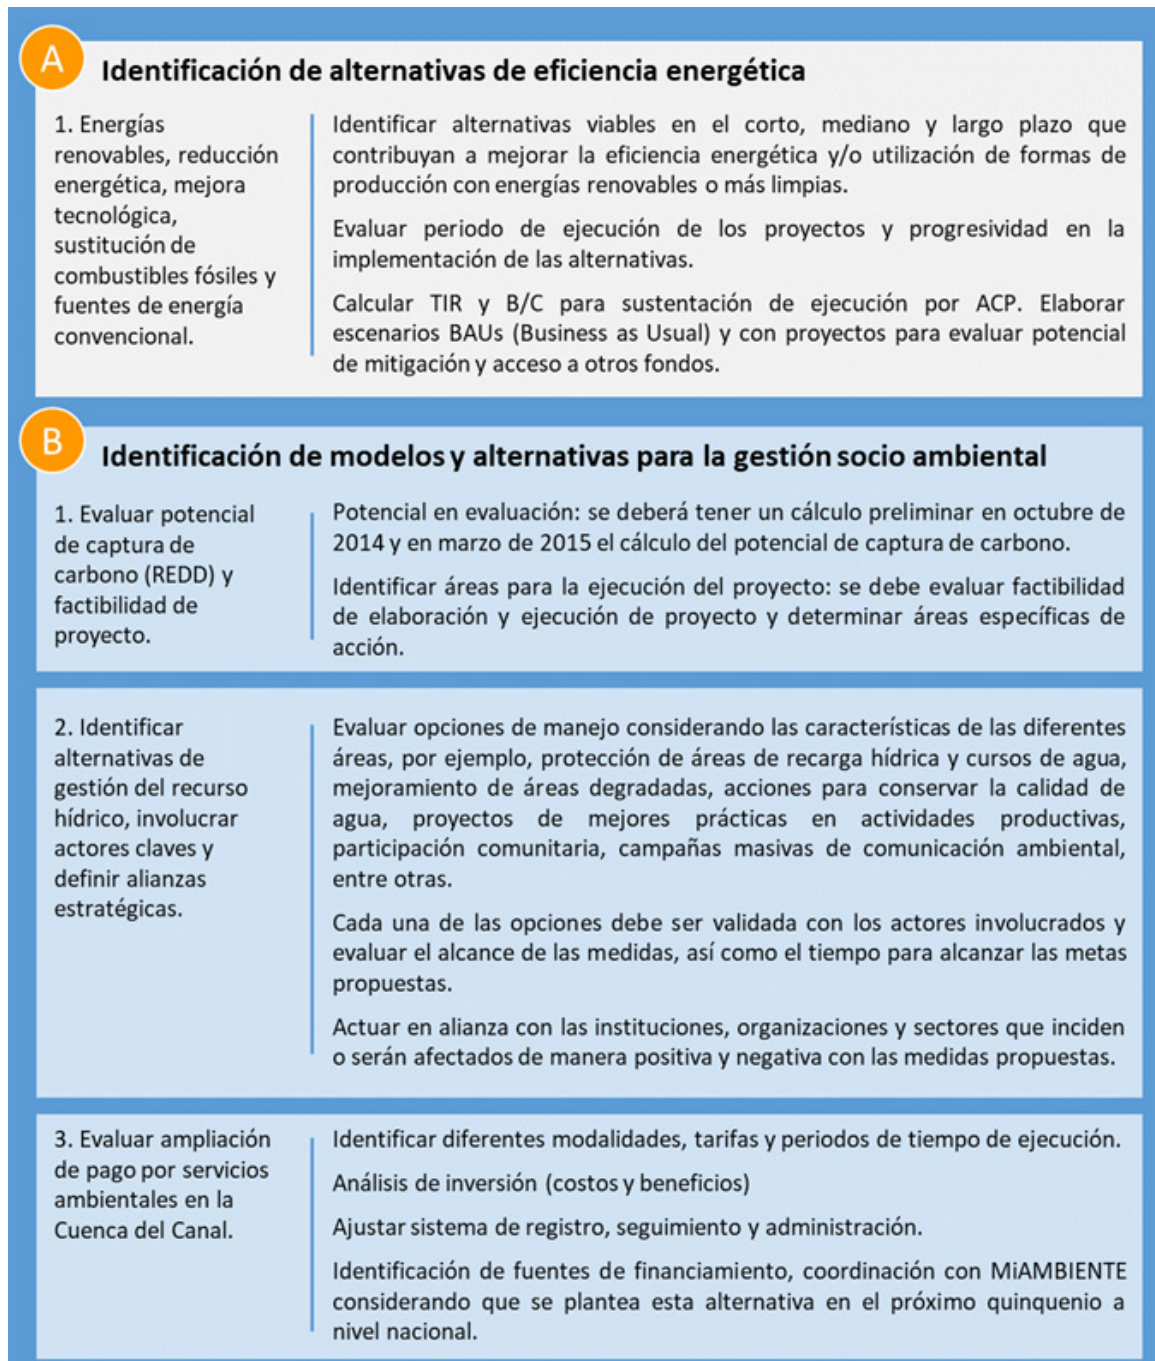 A
Identificación de alternativas de eficiencia energética
1. Energías
renovables, reducción
energética, mejora
tecnológica,
sustitución de
combustibles fósiles y
fuentes de energía
convencional.
Identificar alternativas viables en el corto, mediano y largo plazo que
contribuyan a mejorar la eficiencia energética y/o utilización de formas de
producción con energías renovables o más limpias.
Evaluar periodo de ejecución de los proyectos y progresividad en la
implementación de las alternativas.
Calcular TIR y B/C para sustentación de ejecución por ACP. Elaborar
escenarios BAUs (Business as Usual) y con proyectos para evaluar potencial
de mitigación y acceso a otros fondos.
B
Identificación de modelos y alternativas para la gestión socio ambiental
1. Evaluar potencial
de captura de
carbono (REDD) y
factibilidad de
proyecto.
Potencial en evaluación: se deberá tener un cálculo preliminar en octubre de
2014 y en marzo de 2015 el cálculo del potencial de captura de carbono.
Identificar áreas para la ejecución del proyecto: se debe evaluar factibilidad
de elaboración y ejecución de proyecto y determinar áreas específicas de
acción.
2. Identificar
alternativas de
gestión del recurso
hídrico, involucrar
actores claves y
definir alianzas
estratégicas.
Evaluar opciones de manejo considerando las características de las diferentes
áreas, por ejemplo, protección de áreas de recarga hídrica y cursos de agua,
mejoramiento de áreas degradadas, acciones para conservar la calidad de
agua, proyectos de mejores prácticas en actividades productivas,
participación comunitaria, campañas masivas de comunicación ambiental,
entre otras.
Cada una de las opciones debe ser validada con los actores involucrados y
evaluar el alcance de las medidas, así como el tiempo para alcanzar las metas
propuestas.
Actuar en alianza con las instituciones, organizaciones y sectores que inciden
o serán afectados de manera positiva y negativa con las medidas propuestas.
3. Evaluar ampliación
de pago por servicios
ambientales en la
Cuenca del Canal.
Identificar diferentes modalidades, tarifas y periodos de tiempo de ejecución.
Análisis de inversión (costos y beneficios)
Ajustar sistema de registro, seguimiento y administración.
Identificación de fuentes de financiamiento, coordinación con MiAMBIENTE
considerando que se plantea esta alternativa en el próximo quinquenio a
nivel nacional.